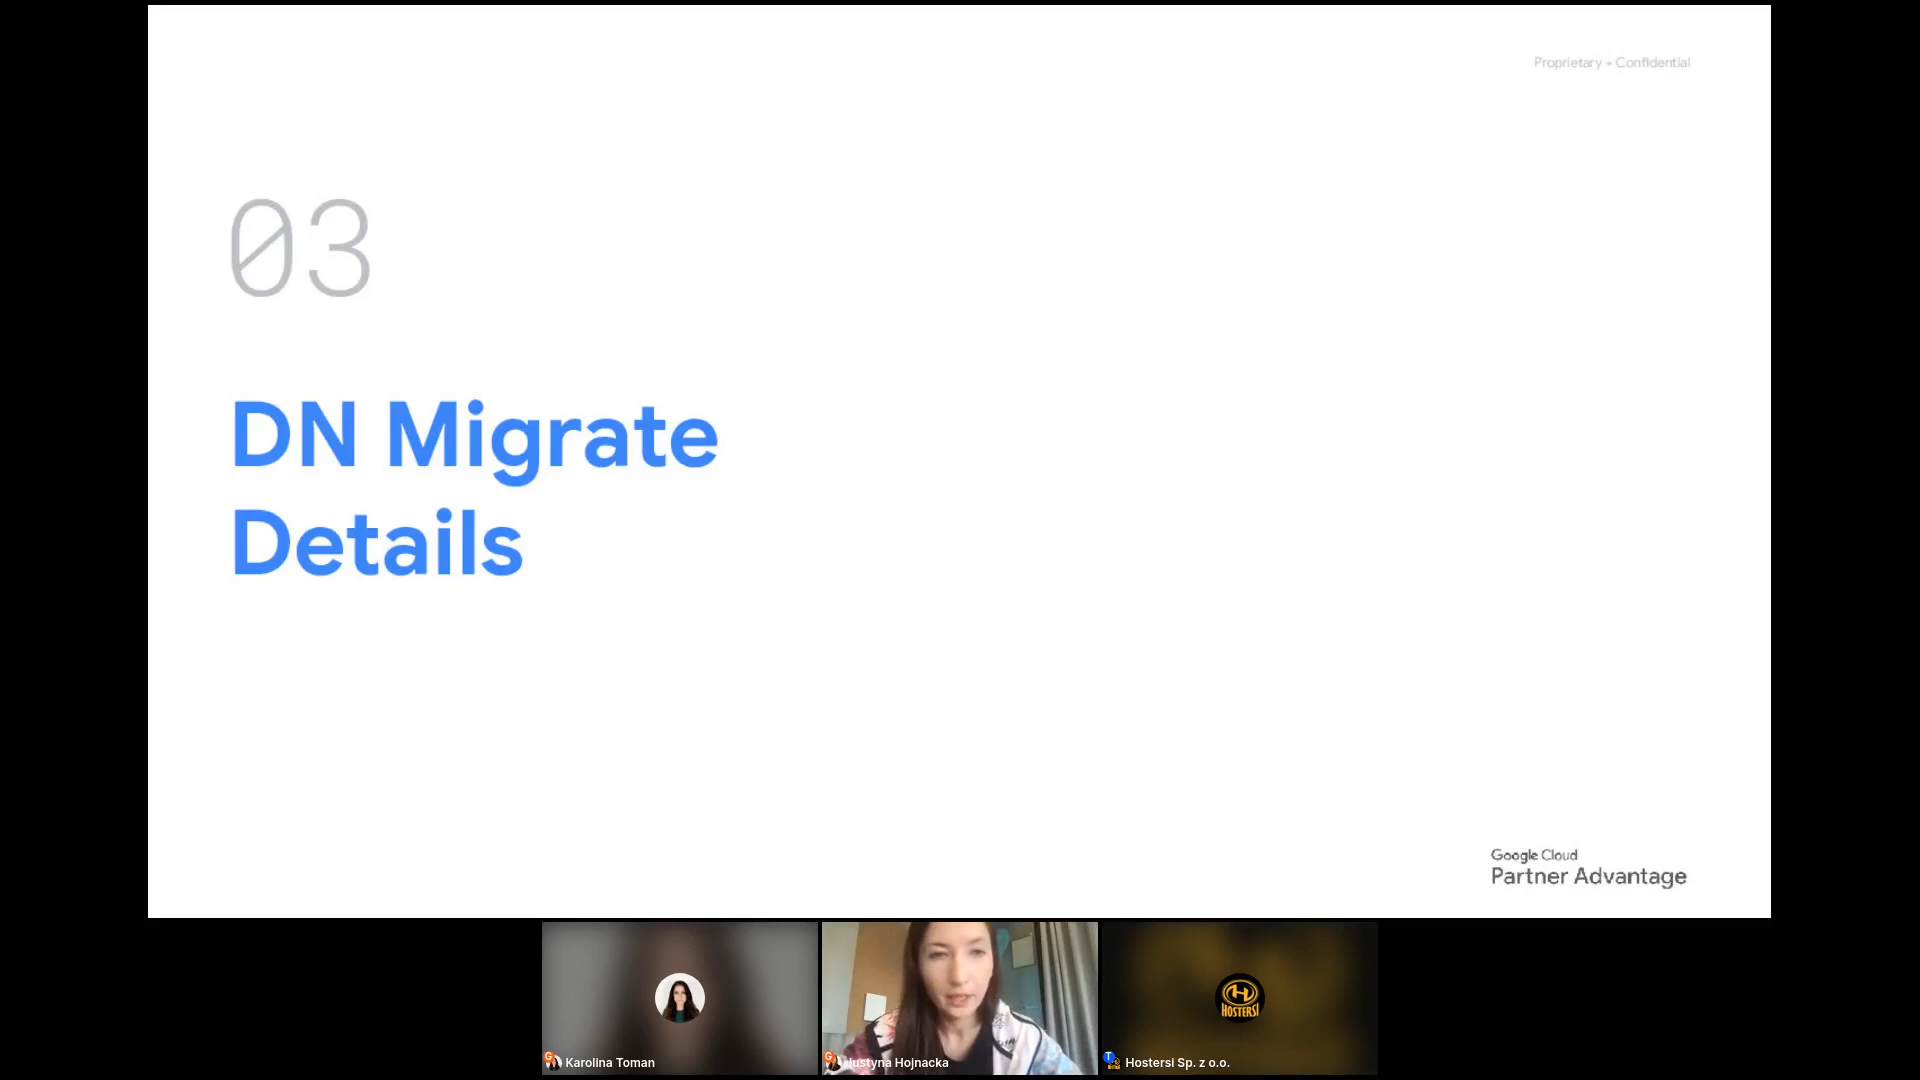 Proprietary + Confidential
03
DN Migrate
Details
Google Cloud
Partner Advantage
HOSTERSI
G
Karolina Toman
G
Justyna Hojnacka
T
Hostersi Sp. z o.o.